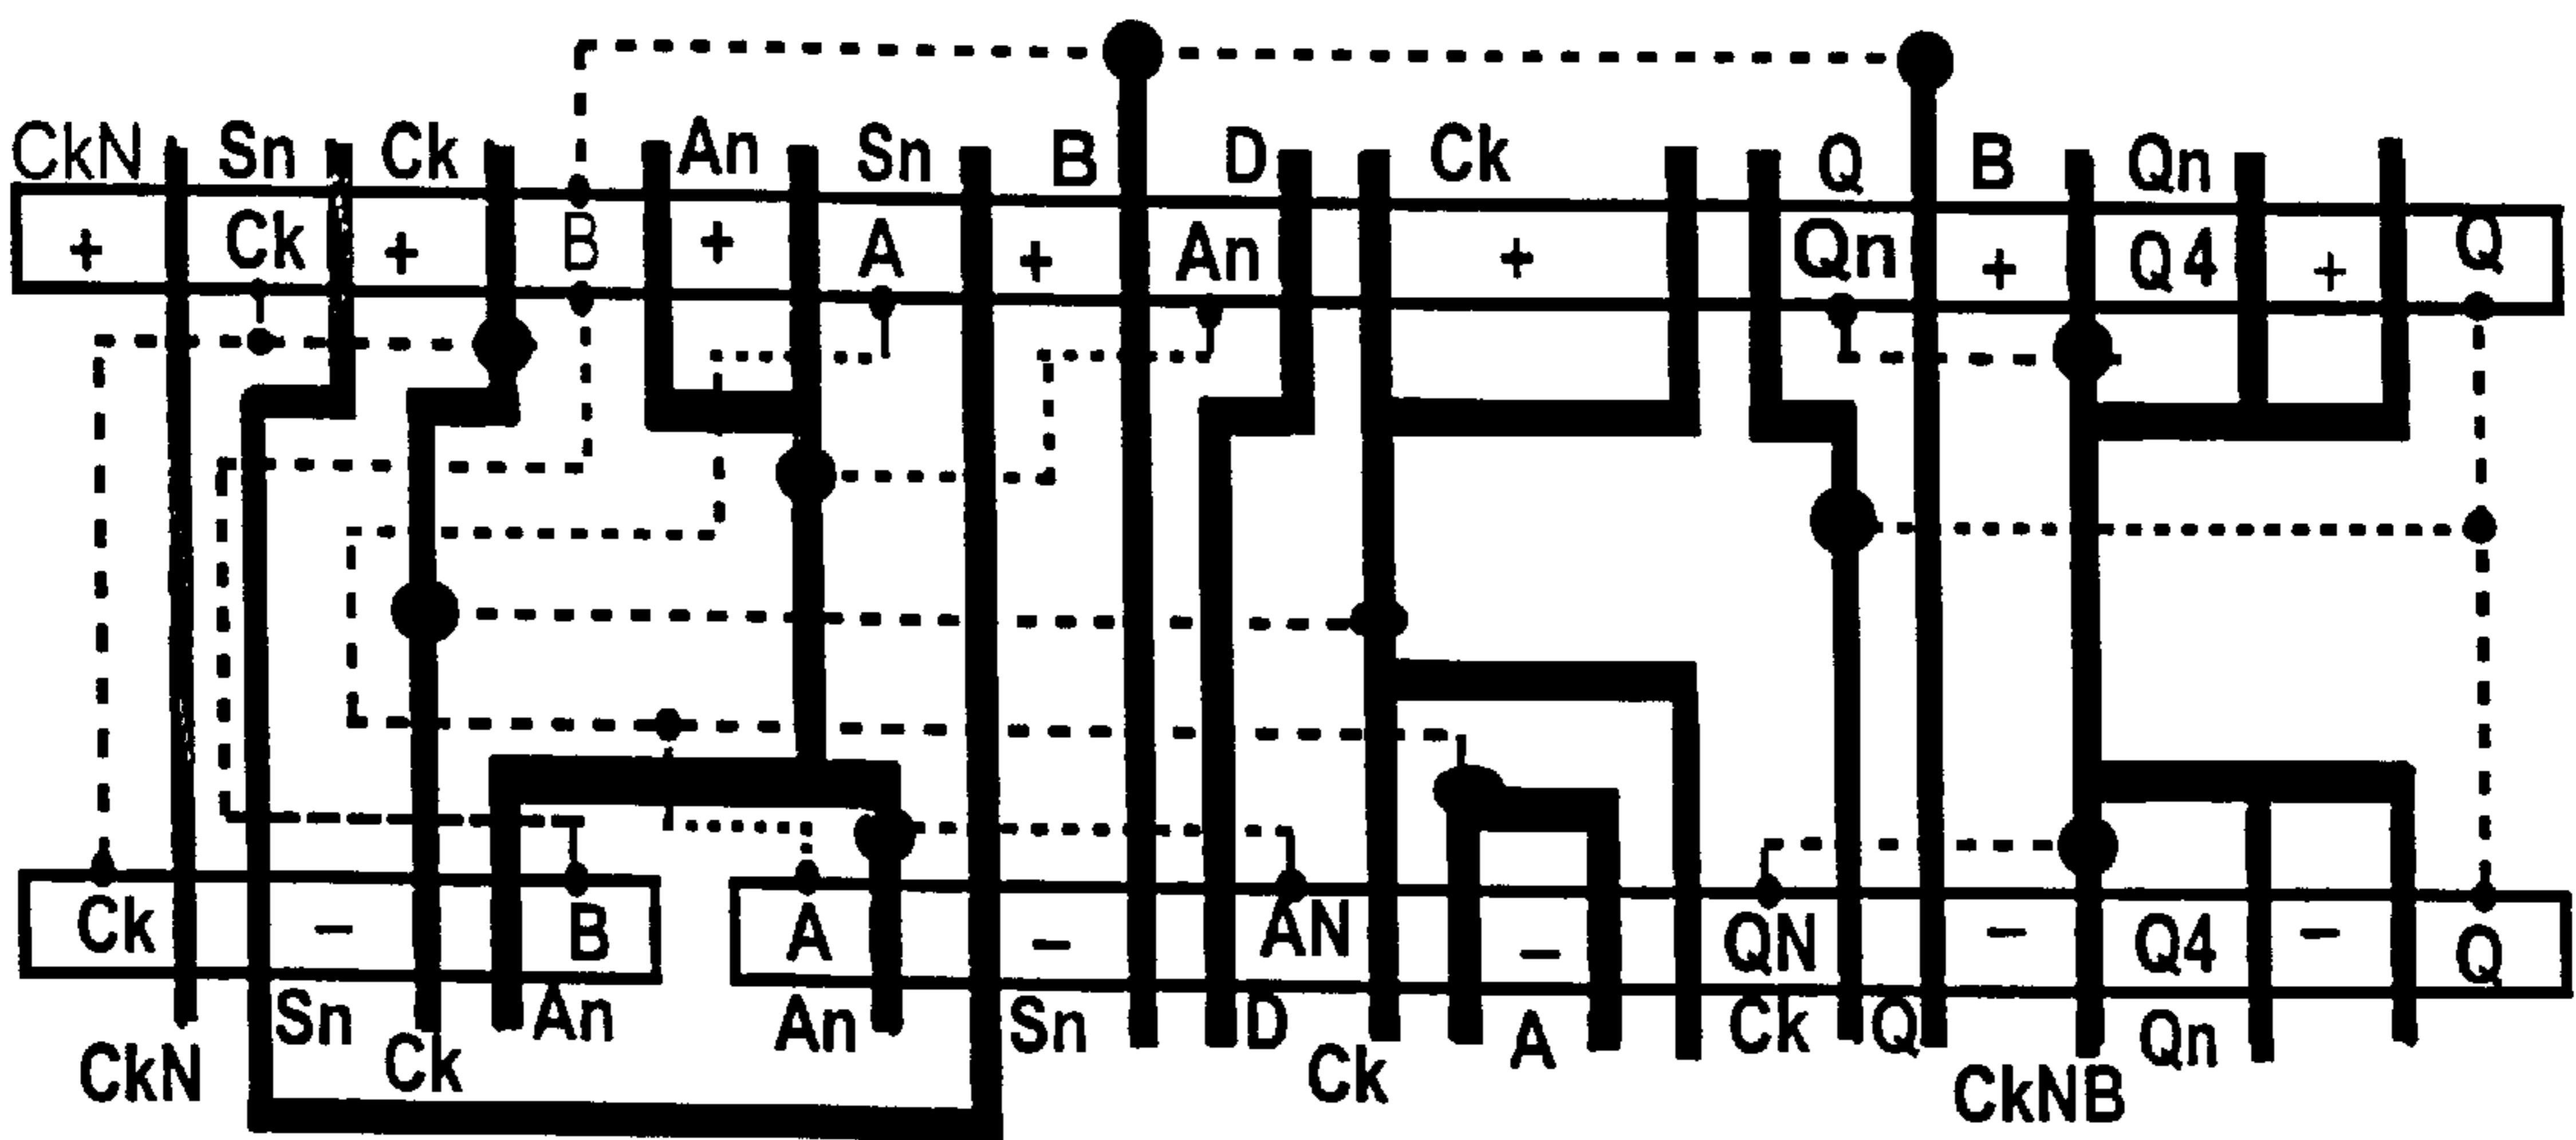 CkN Sn Ck An Sn B D Ck Q B Qn
+ Ck + B + A + An + Qn + Q4 + Q
Ck − B A − AN − QN − Q4 − Q
Sn An An Sn D A Ck Q Qn
CkN Ck Ck CkNB